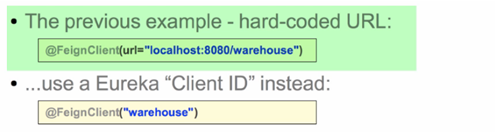 • The previous example - hard-coded URL:
@FeignClient(url="localhost:8080/warehouse")
• ...use a Eureka “Client ID” instead:
@FeignClient("warehouse")